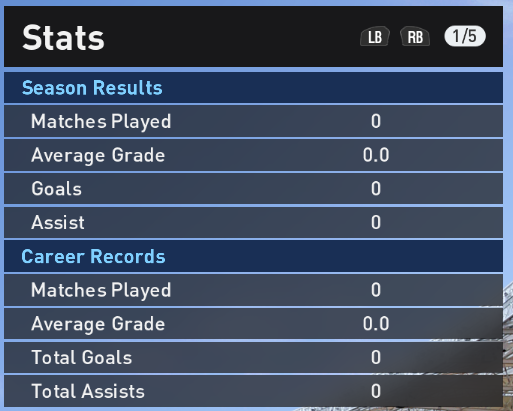 Stats LB RB 1/5
Season Results
Matches Played 0
Average Grade 0.0
Goals 0
Assist 0
Career Records
Matches Played 0
Average Grade 0.0
Total Goals 0
Total Assists 0